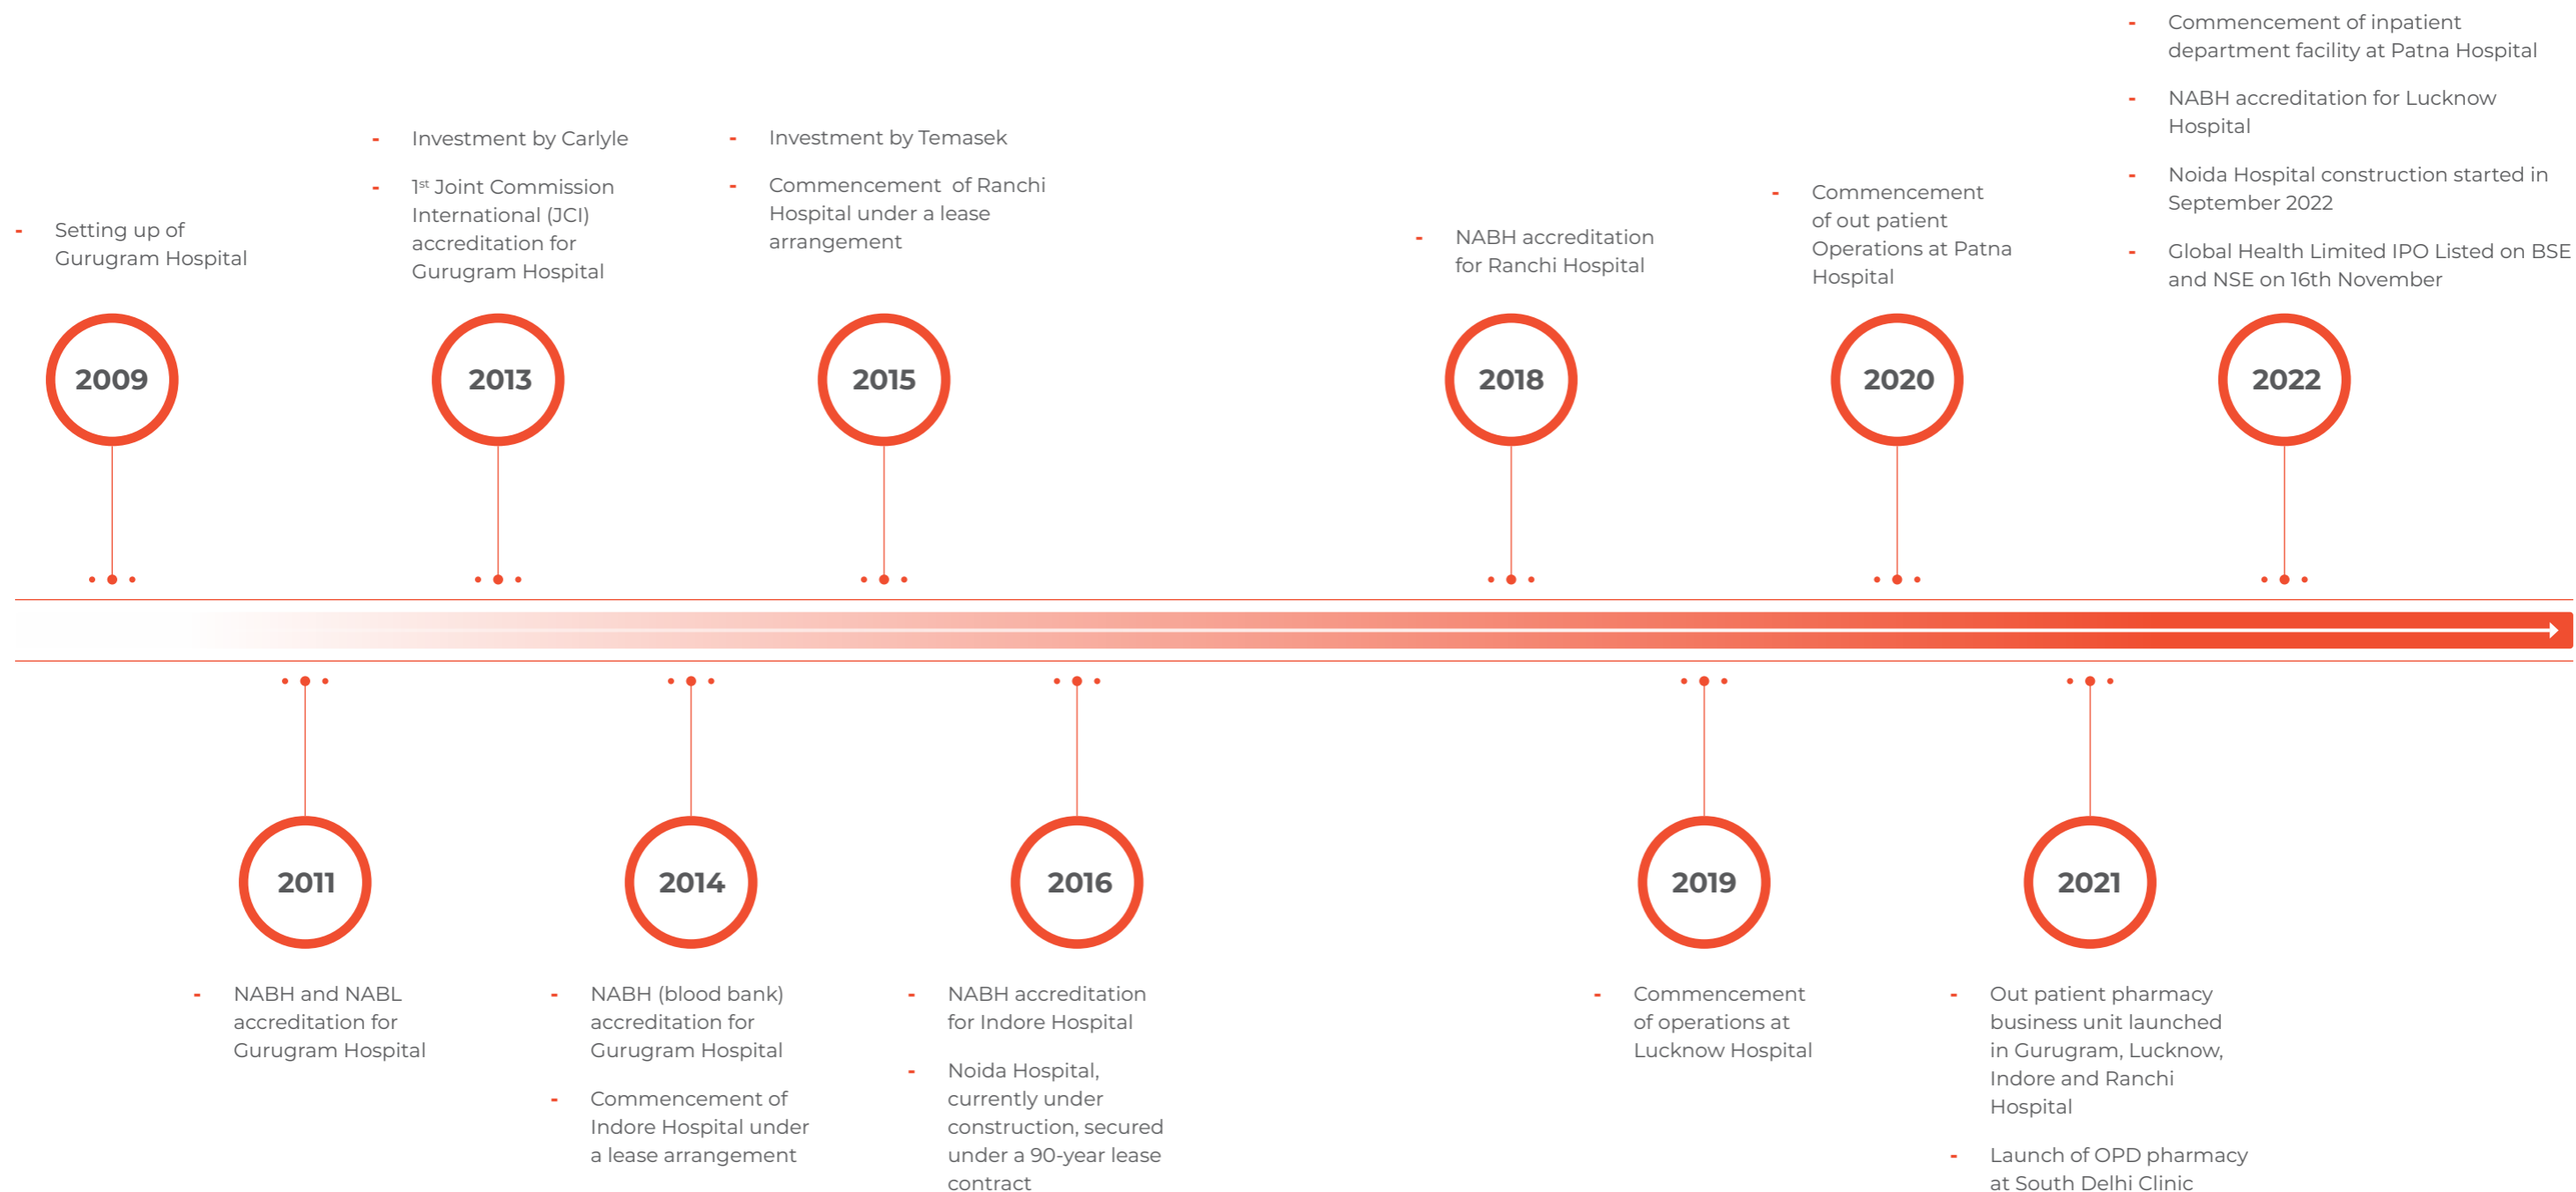 - Setting up of
Gurugram Hospital
2009
- Investment by Carlyle
- 1st Joint Commission
International (JCI)
accreditation for
Gurugram Hospital
2013
- Investment by Temasek
- Commencement of Ranchi
Hospital under a lease
arrangement
2015
- NABH accreditation
for Ranchi Hospital
2018
- Commencement
of out patient
Operations at Patna
Hospital
2020
- Commencement of inpatient
department facility at Patna Hospital
- NABH accreditation for Lucknow
Hospital
- Noida Hospital construction started in
September 2022
- Global Health Limited IPO Listed on BSE
and NSE on 16th November
2022
2011
- NABH and NABL
accreditation for
Gurugram Hospital
2014
- NABH (blood bank)
accreditation for
Gurugram Hospital
- Commencement of
Indore Hospital under
a lease arrangement
2016
- NABH accreditation
for Indore Hospital
- Noida Hospital,
currently under
construction, secured
under a 90-year lease
contract
2019
- Commencement
of operations at
Lucknow Hospital
2021
- Out patient pharmacy
business unit launched
in Gurugram, Lucknow,
Indore and Ranchi
Hospital
- Launch of OPD pharmacy
at South Delhi Clinic